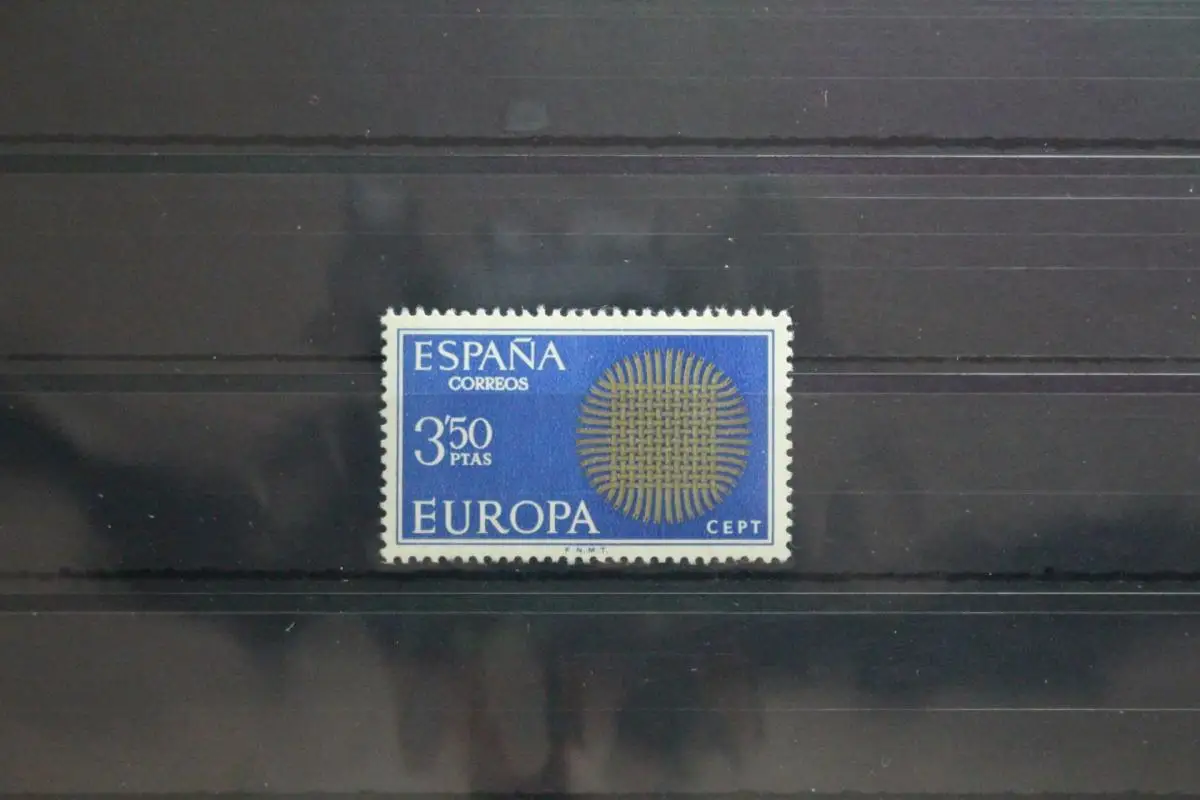 ESPAÑA
CORREOS
3'50
PTAS
EUROPA
CEPT
F.N.M.T.